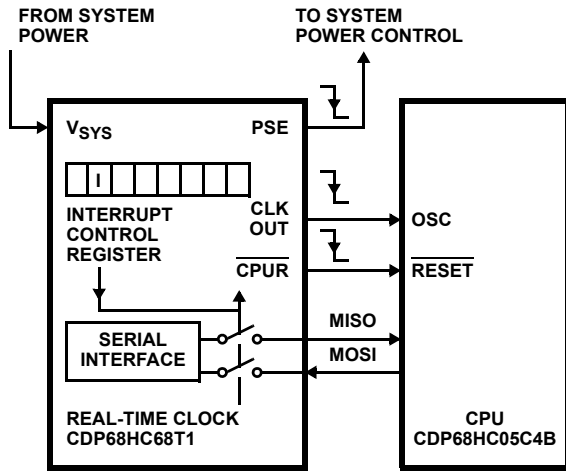 FROM SYSTEM
POWER
TO SYSTEM
POWER CONTROL
VSYS
PSE
I
INTERRUPT
CONTROL
REGISTER
CLK
OUT
CPUR
OSC
RESET
SERIAL
INTERFACE
MISO
MOSI
REAL-TIME CLOCK
CDP68HC68T1
CPU
CDP68HC05C4B